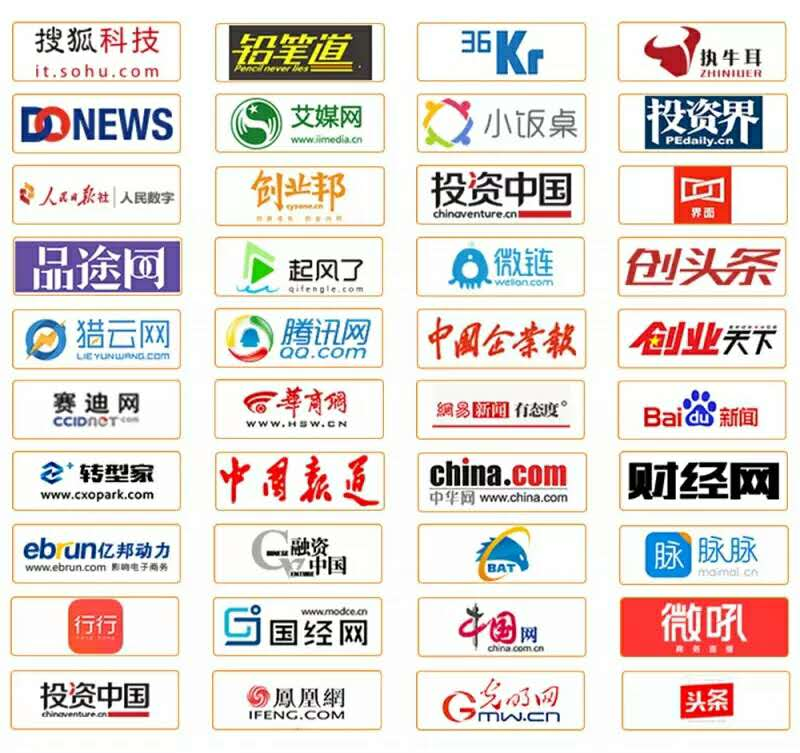 搜狐科技
it.sohu.com
铅笔道
Pencil never lies
36Kr
执牛耳
ZHINIUER
DONEWS
艾媒网
www.iimedia.cn
小饭桌
投资界
PEdaily.cn
人民日报社 | 人民数字
创业邦
cyzone.cn
投资中国
chinaventure.cn
界面
品途网
起风了
qifengle.com
微链
welian.com
创头条
猎云网
LIEYUNWANG.COM
腾讯网
QQ.COM
中国企業報
创业天下
赛迪网
CCIDNET.com
華商網
WWW.HSW.CN
網易新闻 有态度°
Bai du 新闻
转型家
www.cxopark.com
中国報道
china.com
中华网 www.china.com
财经网
ebrun亿邦动力
www.ebrun.com 影响电子商务
融资
中国
BAT
脉 脉脉
maimai.cn
行行
www.modce.cn
国经网
中国网
china.com.cn
微吼
商务直播
投资中国
chinaventure.cn
鳳凰網
IFENG.COM
光明网
GMW.CN
头条